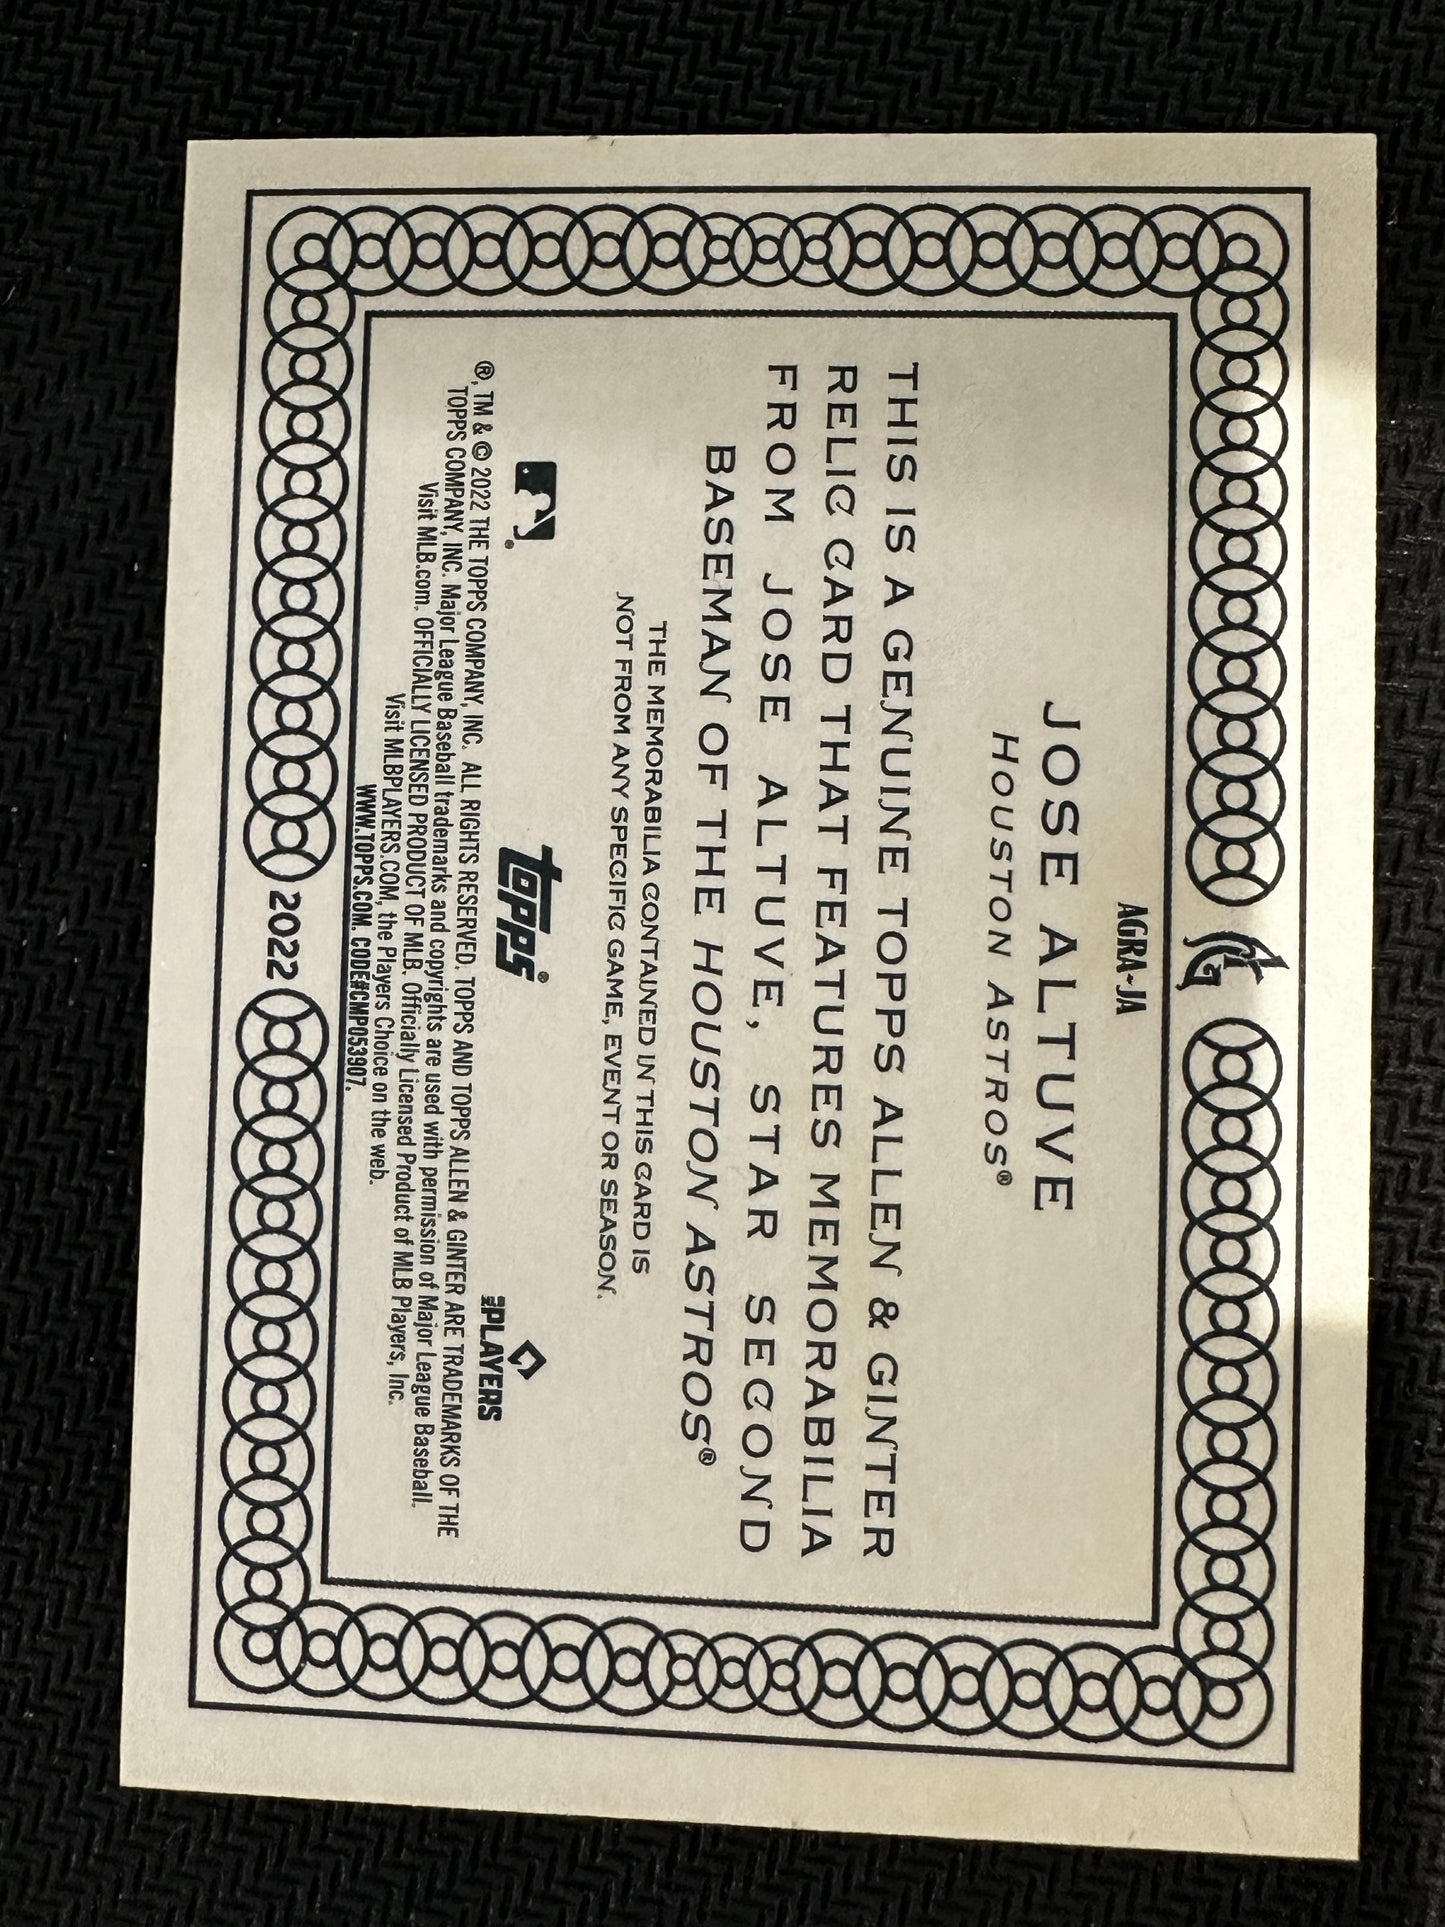 AG
AGRA-JA
JOSE ALTUVE
HOUSTON ASTROS®
THIS IS A GENUINE TOPPS ALLEN & GINTER
RELIC CARD THAT FEATURES MEMORABILIA
FROM JOSE ALTUVE, STAR SECOND
BASEMAN OF THE HOUSTON ASTROS®
THE MEMORABILIA CONTAINED IN THIS CARD IS
NOT FROM ANY SPECIFIC GAME, EVENT OR SEASON.
®
topps®
MLB PLAYERS
®, TM & © 2022 THE TOPPS COMPANY, INC. ALL RIGHTS RESERVED. TOPPS AND TOPPS ALLEN & GINTER ARE TRADEMARKS OF THE
TOPPS COMPANY, INC. Major League Baseball trademarks and copyrights are used with permission of Major League Baseball.
Visit MLB.com. OFFICIALLY LICENSED PRODUCT OF MLB. Officially Licensed Product of MLB Players, Inc.
Visit MLBPLAYERS.COM, the Players Choice on the web.
WWW.TOPPS.COM. CODE#CMP053907.
2022